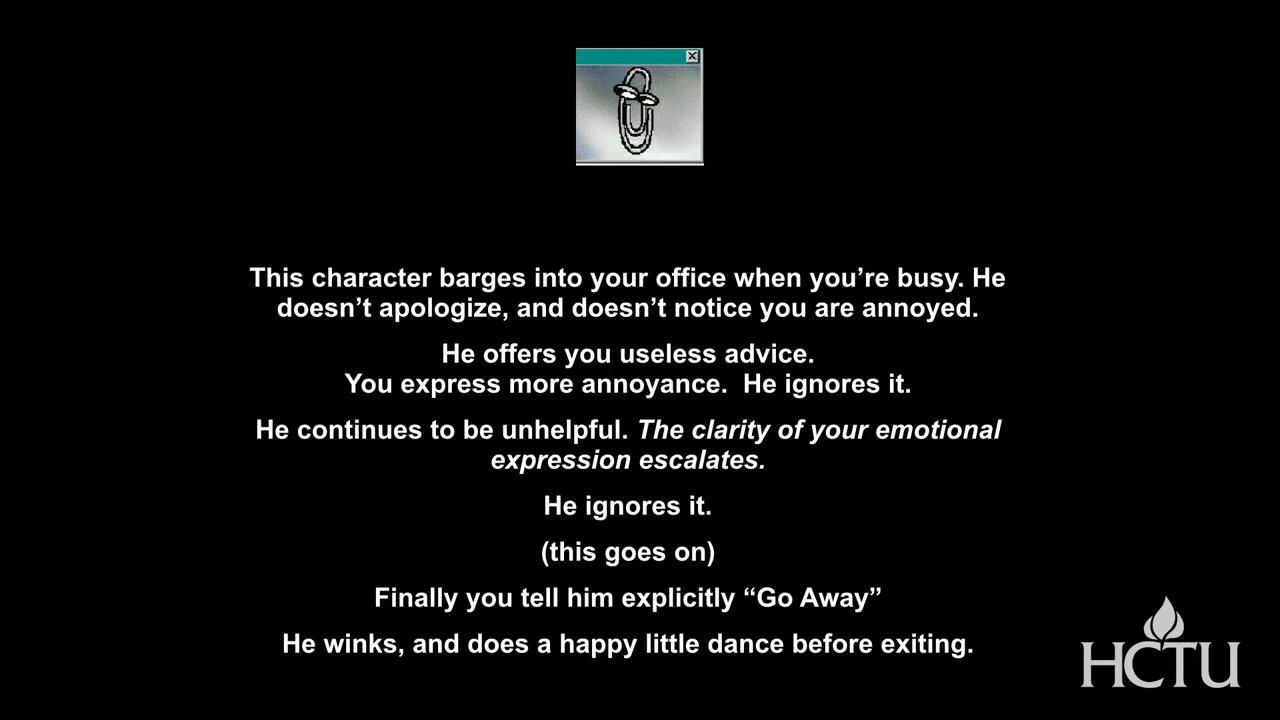 This character barges into your office when you’re busy. He
doesn’t apologize, and doesn’t notice you are annoyed.
He offers you useless advice.
You express more annoyance.  He ignores it.
He continues to be unhelpful. The clarity of your emotional
expression escalates.
He ignores it.
(this goes on)
Finally you tell him explicitly “Go Away”
He winks, and does a happy little dance before exiting.
HCTU